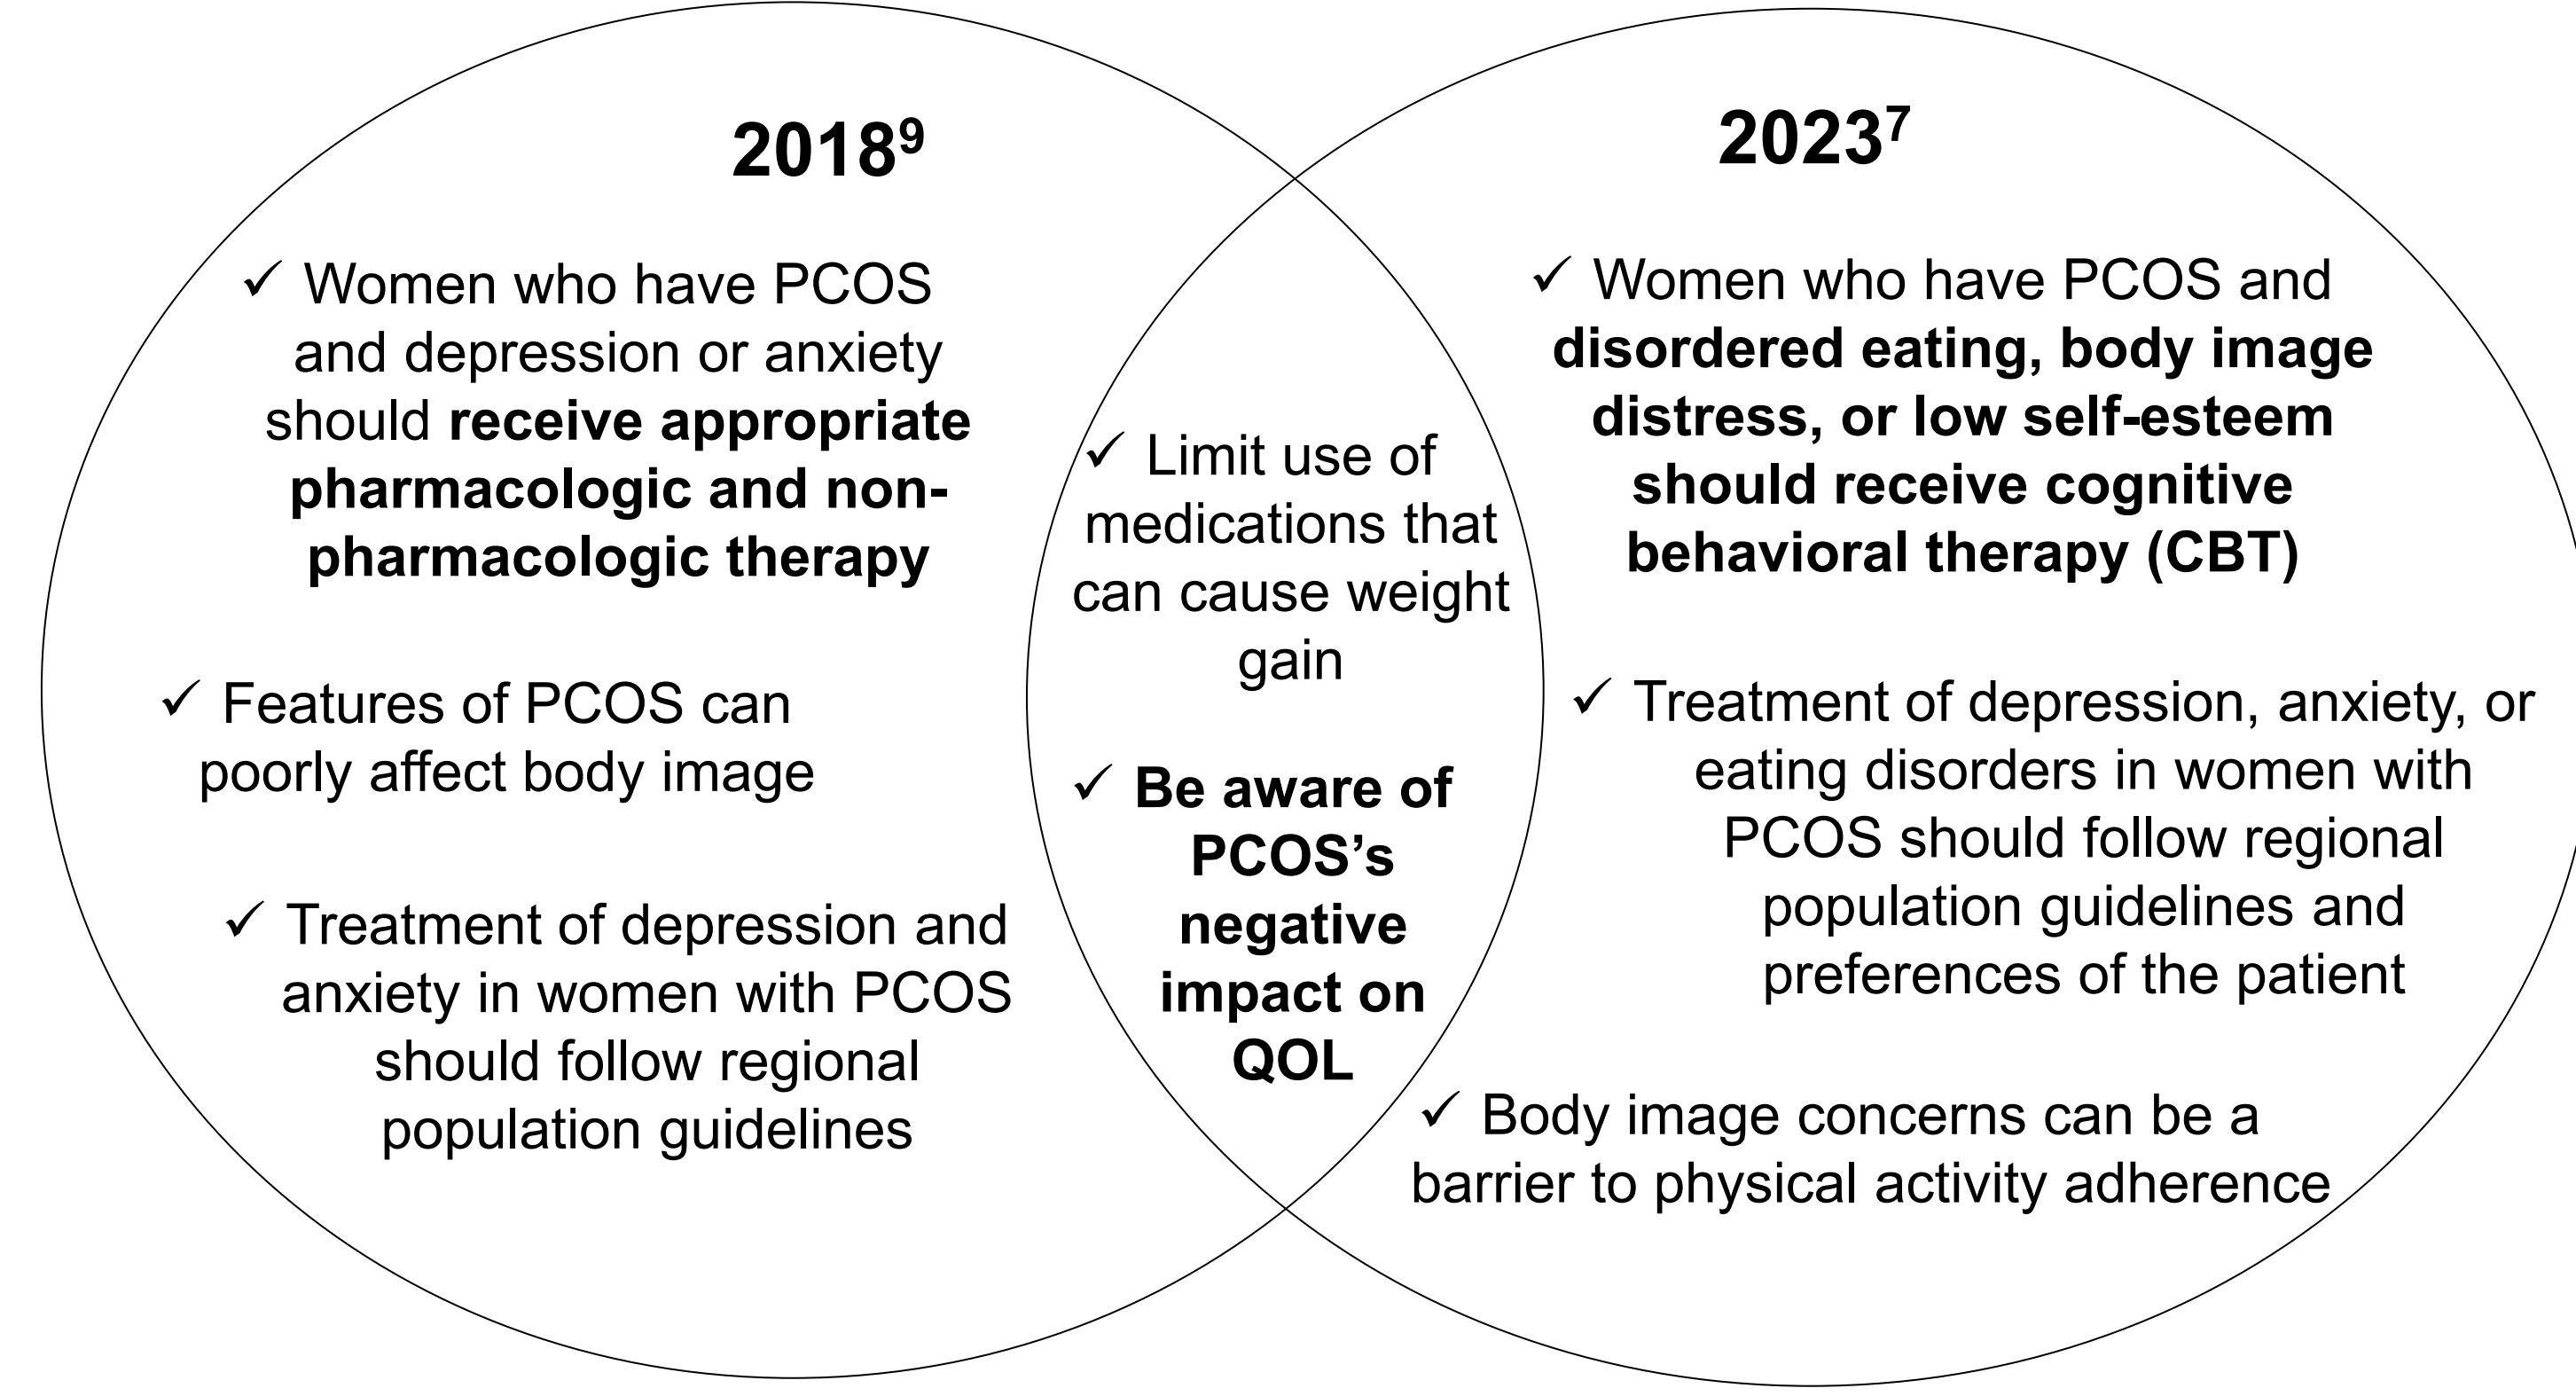 2018⁹
✓ Women who have PCOS
and depression or anxiety
should receive appropriate
pharmacologic and non-
pharmacologic therapy
✓ Features of PCOS can
poorly affect body image
✓ Treatment of depression and
anxiety in women with PCOS
should follow regional
population guidelines
✓ Limit use of
medications that
can cause weight
gain
✓ Be aware of
PCOS’s
negative
impact on
QOL
2023⁷
✓ Women who have PCOS and
disordered eating, body image
distress, or low self-esteem
should receive cognitive
behavioral therapy (CBT)
✓ Treatment of depression, anxiety, or
eating disorders in women with
PCOS should follow regional
population guidelines and
preferences of the patient
✓ Body image concerns can be a
barrier to physical activity adherence